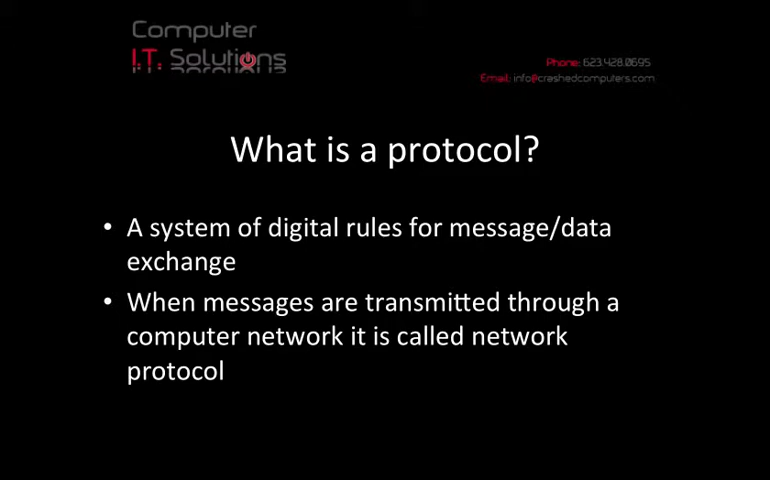 Computer
I.T. Solutions
Phone: 623.428.0695
Email: info@crashedcomputers.com
What is a protocol?
• A system of digital rules for message/data
exchange
• When messages are transmitted through a
computer network it is called network
protocol